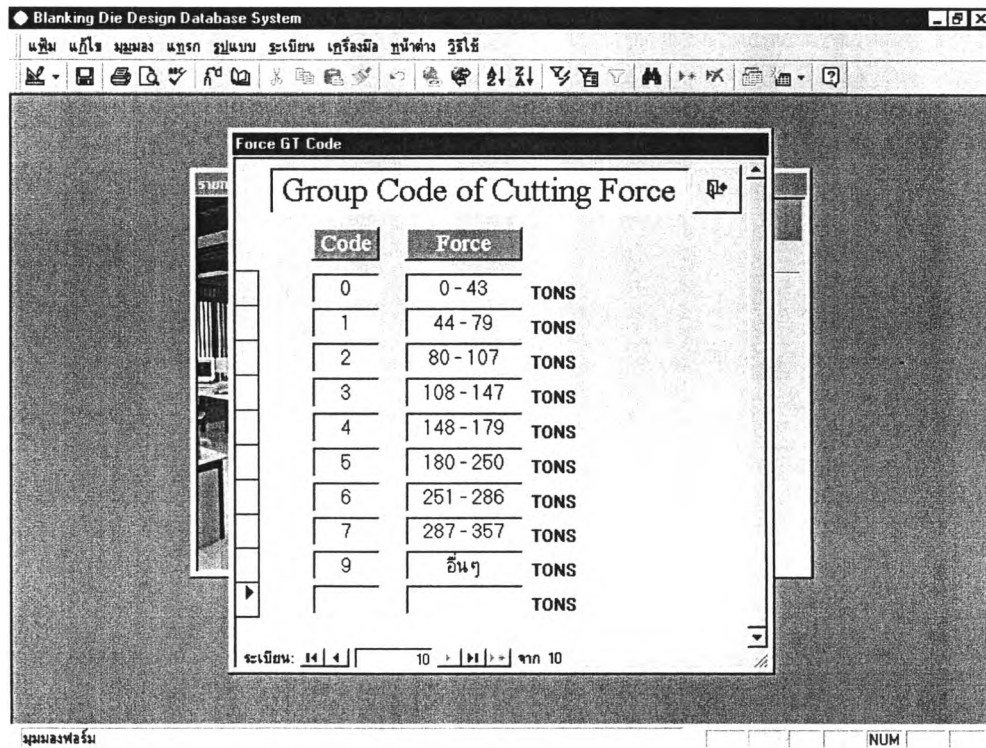 Blanking Die Design Database System
แฟ้ม แก้ไข มุมมอง แทรก รูปแบบ ระเบียน เครื่องมือ หน้าต่าง วิธีใช้
Force GT Code
Group Code of Cutting Force
Code Force
0 0 - 43 TONS
1 44 - 79 TONS
2 80 - 107 TONS
3 108 - 147 TONS
4 148 - 179 TONS
5 180 - 250 TONS
6 251 - 286 TONS
7 287 - 357 TONS
9 อื่นๆ TONS
TONS
ระเบียน: 10 จาก 10
มุมมองฟอร์ม NUM